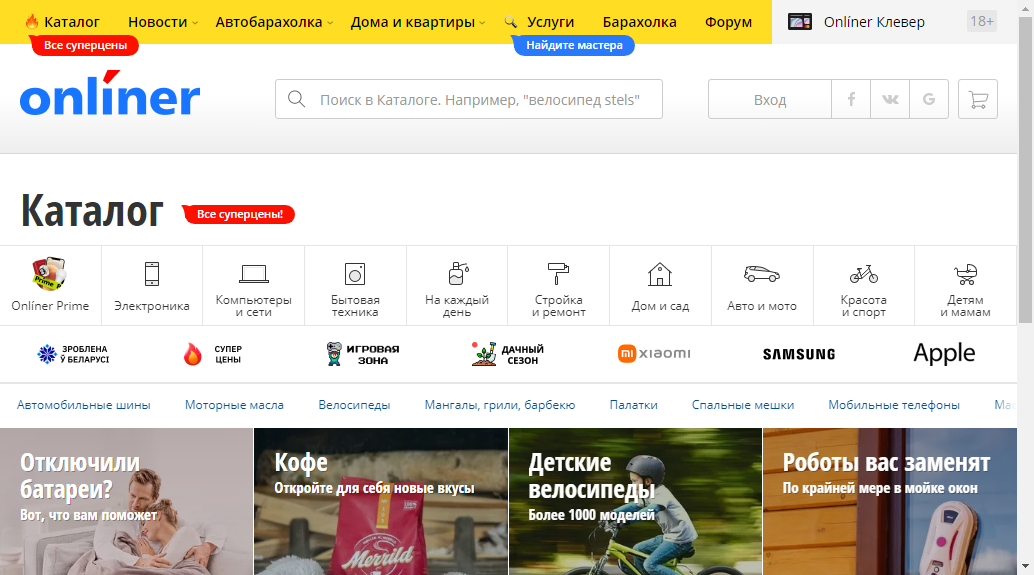 Каталог Новости Автобарахолка Дома и квартиры Услуги Барахолка Форум Onlíner Клевер 18+
Все суперцены Найдите мастера
onlíner Поиск в Каталоге. Например, "велосипед stels" Вход
Каталог Все суперцены!
Onlíner Prime
Электроника
Компьютеры
и сети
Бытовая
техника
На каждый
день
Стройка
и ремонт
Дом и сад
Авто и мото
Красота
и спорт
Детям
и мамам
ЗРОБЛЕНА
Ў БЕЛАРУСІ
СУПЕР
ЦЕНЫ
ИГРОВАЯ
ЗОНА
ДАЧНЫЙ
СЕЗОН
mi xiaomi
SAMSUNG
Apple
Автомобильные шины Моторные масла Велосипеды Мангалы, грили, барбекю Палатки Спальные мешки Мобильные телефоны
Отключили
батареи?
Вот, что вам поможет
Кофе
Откройте для себя новые вкусы
Merrild
Детские
велосипеды
Более 1000 моделей
Роботы вас заменят
По крайней мере в мойке окон